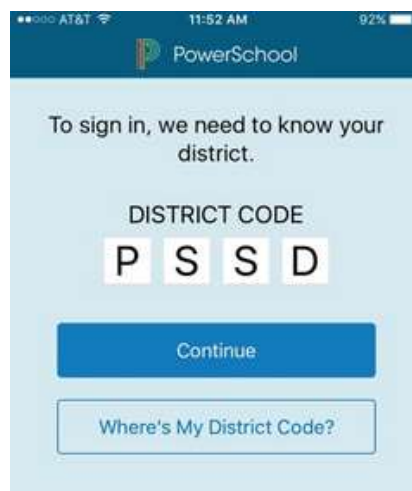 AT&T 11:52 AM 92%
PowerSchool
To sign in, we need to know your
district.
DISTRICT CODE
P S S D
Continue
Where's My District Code?